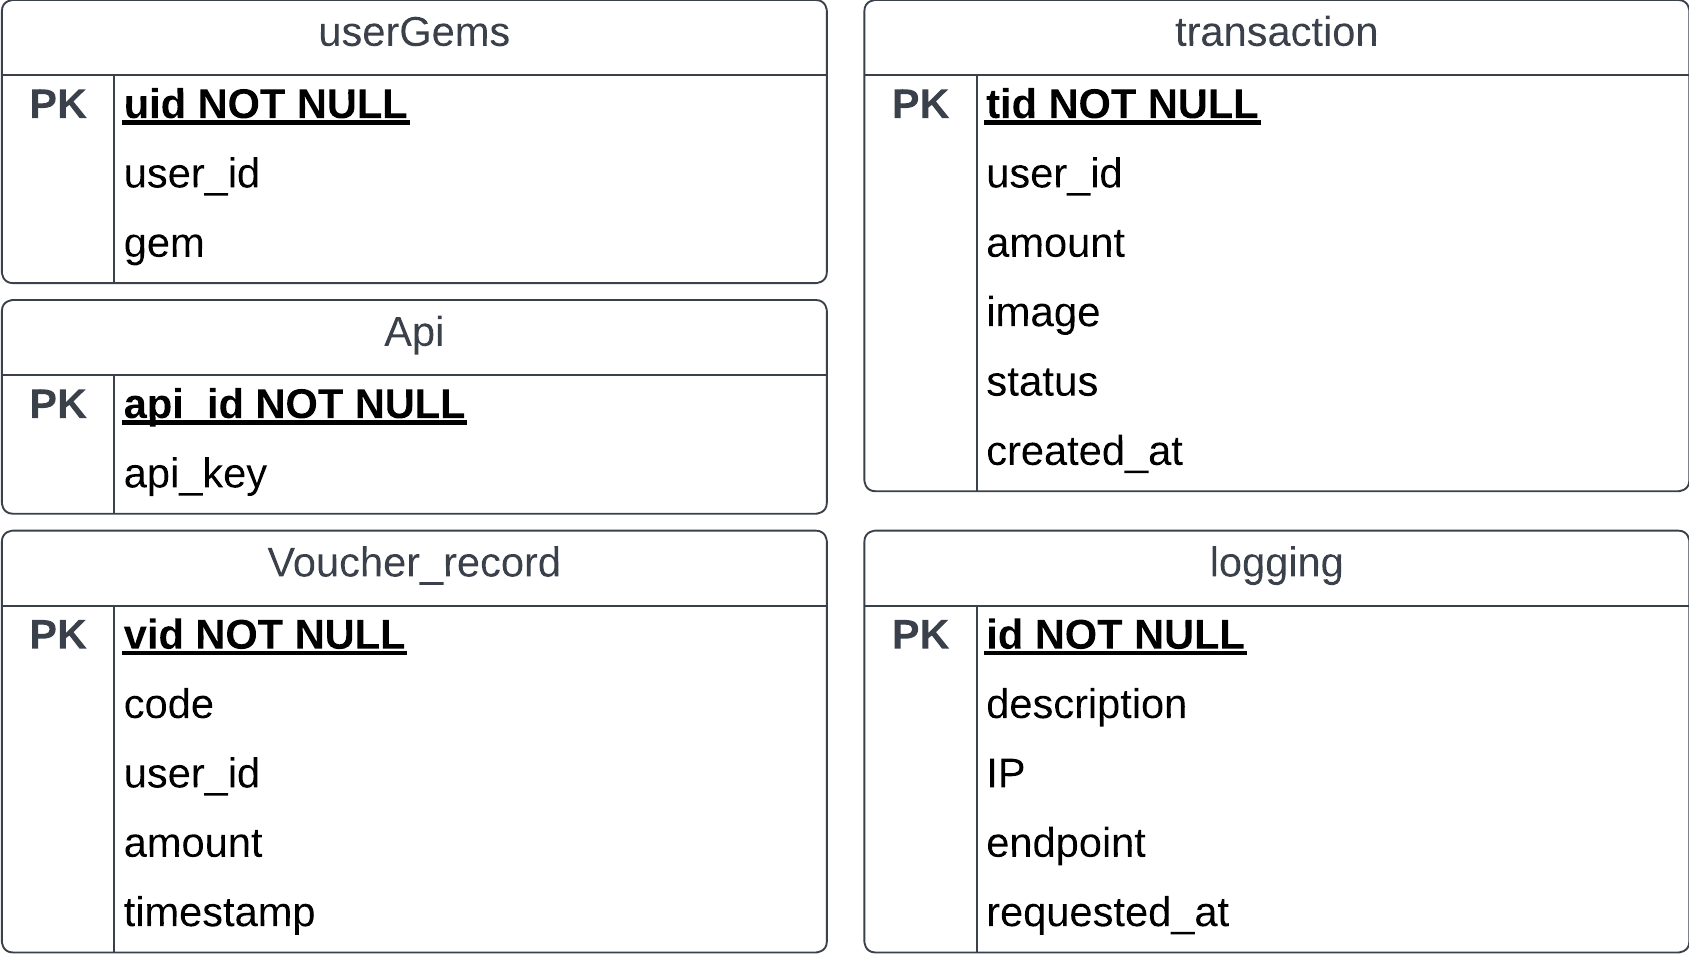 userGems
PK uid NOT NULL
user_id
gem
Api
PK api_id NOT NULL
api_key
Voucher_record
PK vid NOT NULL
code
user_id
amount
timestamp
transaction
PK tid NOT NULL
user_id
amount
image
status
created_at
logging
PK id NOT NULL
description
IP
endpoint
requested_at